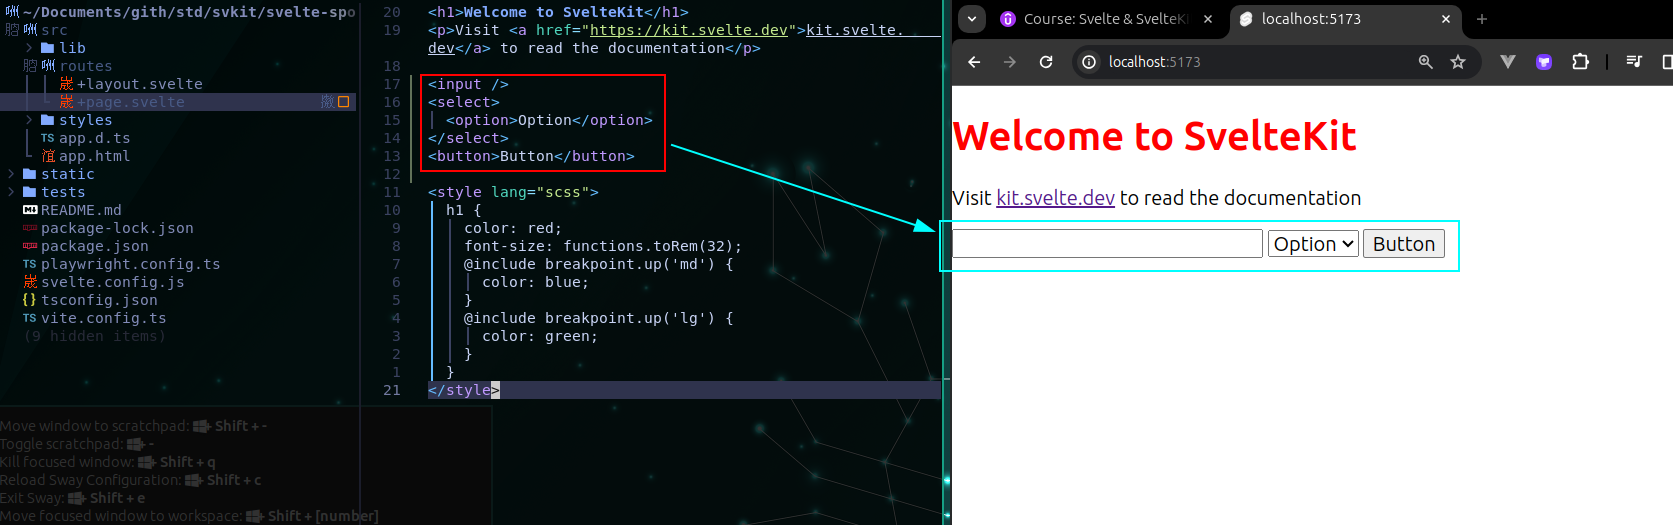 ~/Documents/gith/std/svkit/svelte-spo
src
lib
routes
+layout.svelte
+page.svelte
styles
TS app.d.ts
app.html
static
tests
README.md
package-lock.json
package.json
TS playwright.config.ts
svelte.config.js
{} tsconfig.json
TS vite.config.ts
(9 hidden items)
Move window to scratchpad: + Shift + -
Toggle scratchpad: + -
Kill focused window: + Shift + q
Reload Sway Configuration: + Shift + c
Exit Sway: + Shift + e
Move focused window to workspace: + Shift + [number]
20 <h1>Welcome to SvelteKit</h1>
19 <p>Visit <a href="https://kit.svelte.dev">kit.svelte.
dev</a> to read the documentation</p>
18
17 <input />
16 <select>
15 <option>Option</option>
14 </select>
13 <button>Button</button>
12
11 <style lang="scss">
10 h1 {
9 color: red;
8 font-size: functions.toRem(32);
7 @include breakpoint.up('md') {
6 color: blue;
5 }
4 @include breakpoint.up('lg') {
3 color: green;
2 }
1 }
21 </style>
Course: Svelte & SvelteKi
localhost:5173
localhost:5173
Welcome to SvelteKit
Visit kit.svelte.dev to read the documentation
Option Button